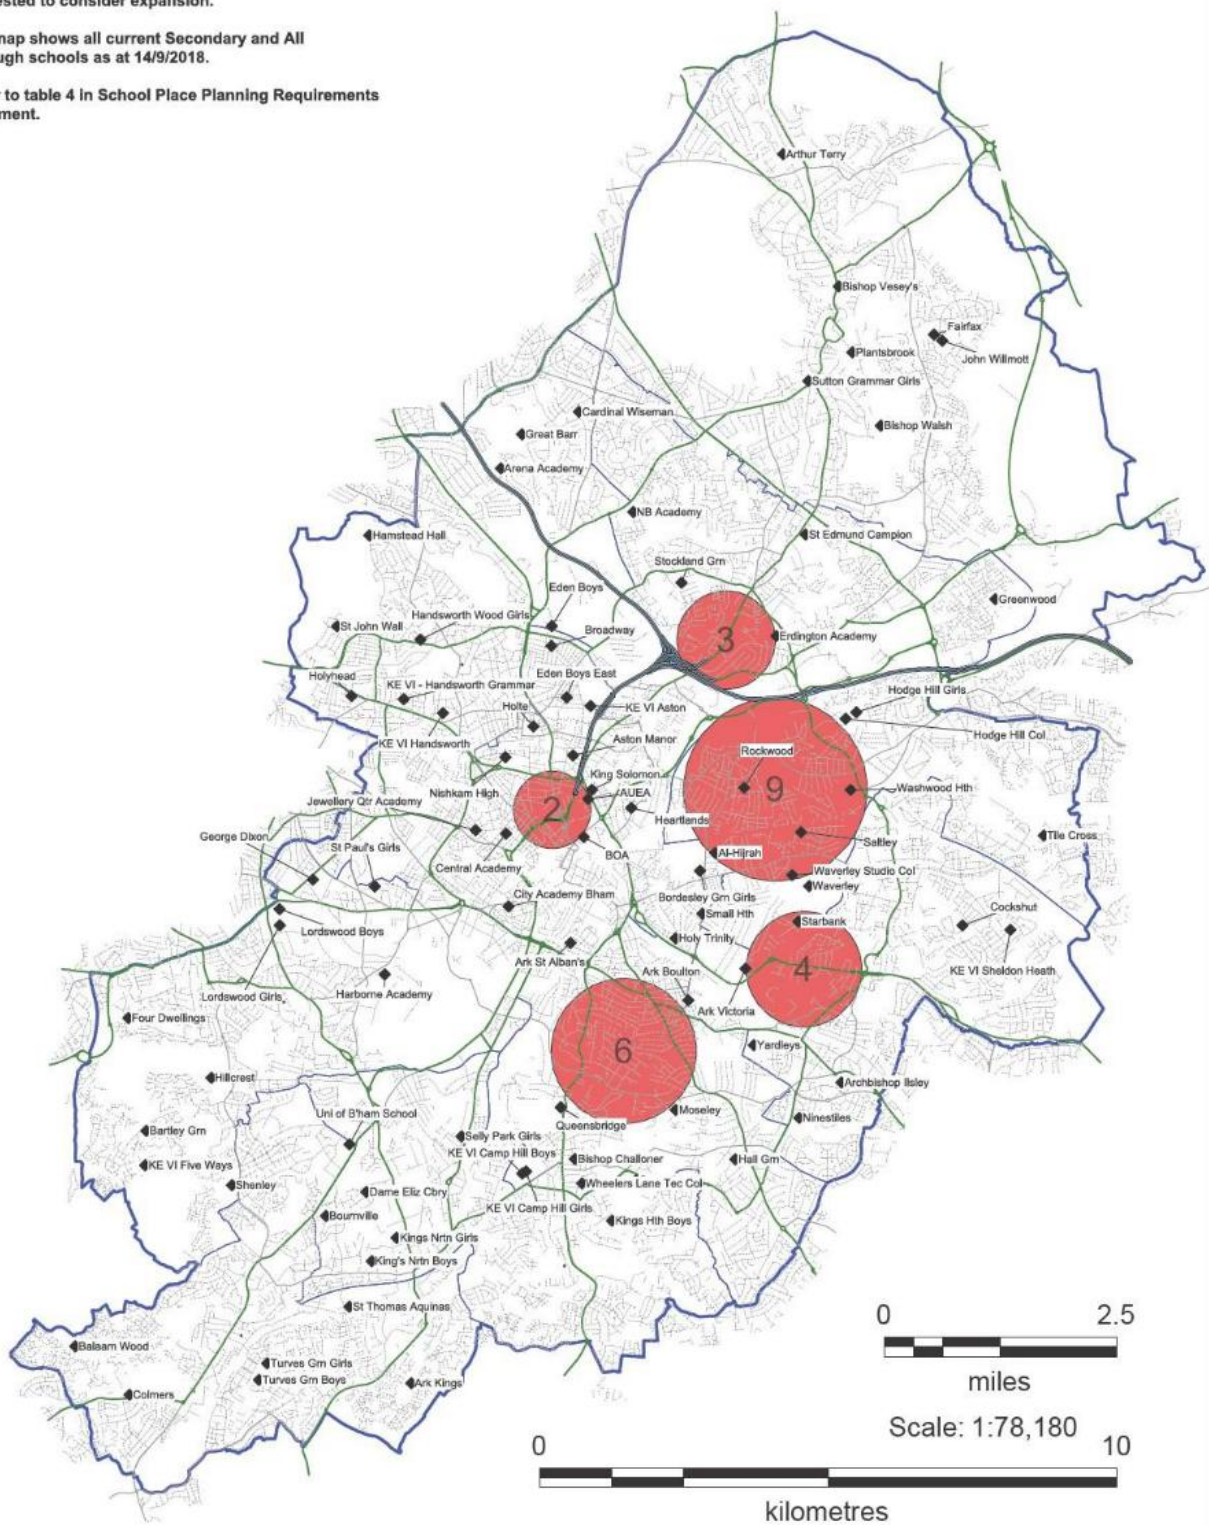 ested to consider expansion.
map shows all current Secondary and All
ugh schools as at 14/9/2018.
to table 4 in School Place Planning Requirements
ment.
Arthur Terry
Bishop Vesey's
Fairfax
John Willmott
Plantsbrook
Sutton Grammar Girls
Cardinal Wiseman
Bishop Walsh
Great Barr
Arena Academy
NB Academy
Hamstead Hall
St Edmund Campion
Stockland Grn
Eden Boys
Greenwood
Handsworth Wood Girls
St John Wall
Broadway
3
Erdington Academy
Holyhead
Eden Boys East
KE VI - Handsworth Grammar
Hodge Hill Girls
Holte
KE VI Aston
Hodge Hill Col
KE VI Handsworth
Aston Manor
Rockwood
King Solomon
9
Washwood Hth
Nishkam High
AUEA
Jewellery Qtr Academy
2
Heartlands
George Dixon
Tile Cross
St Paul's Girls
Saltley
BOA
Al-Hijrah
Central Academy
Waverley Studio Col
Waverley
City Academy Bham
Bordesley Grn Girls
Cockshut
Small Hth
Starbank
Lordswood Boys
Holy Trinity
Ark St Alban's
Ark Boulton
4
KE VI Sheldon Heath
Lordswood Girls
Harborne Academy
Ark Victoria
Four Dwellings
6
Yardleys
Hillcrest
Archbishop Ilsley
Uni of B'ham School
Moseley
Ninestiles
Queensbridge
Bartley Grn
Selly Park Girls
KE VI Camp Hill Boys
Bishop Challoner
Hall Grn
KE VI Five Ways
Shenley
Wheelers Lane Tec Col
Dame Eliz Cbry
KE VI Camp Hill Girls
Bournville
Kings Hth Boys
Kings Nrtn Girls
King's Nrtn Boys
St Thomas Aquinas
Balaam Wood
Turves Grn Girls
Turves Grn Boys
Ark Kings
Colmers
0 2.5
miles
Scale: 1:78,180
0 10
kilometres